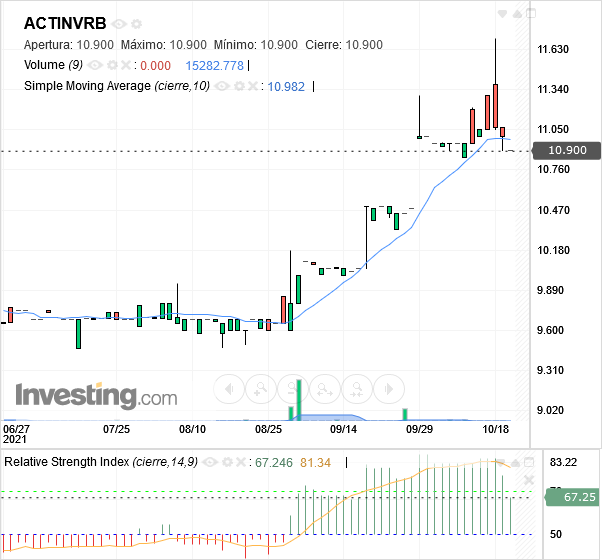 ACTINVRB
Apertura: 10.900 Máximo: 10.900 Mínimo: 10.900 Cierre: 10.900
Volume (9) : 0.000 15282.778
Simple Moving Average (cierre,10) : 10.982
11.630
11.340
11.050
10.900
10.760
10.470
10.180
9.890
9.600
9.310
9.020
Investing.com
06/27 07/25 08/10 08/25 09/14 09/29 10/18
2021
Relative Strength Index (cierre,14,9) : 67.246 81.34
83.22
67.25
50